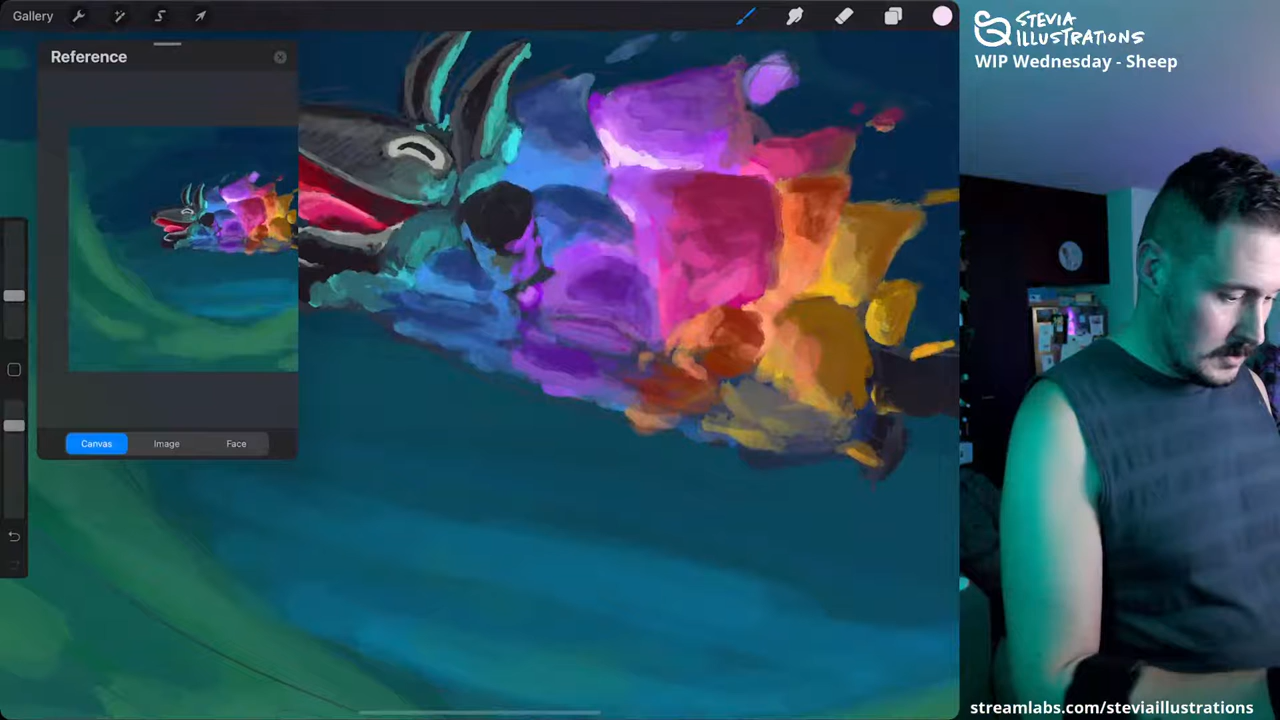 Gallery
Reference
Canvas
Image
Face
STEVIA
ILLUSTRATIONS
WIP Wednesday - Sheep
streamlabs.com/steviaillustrations